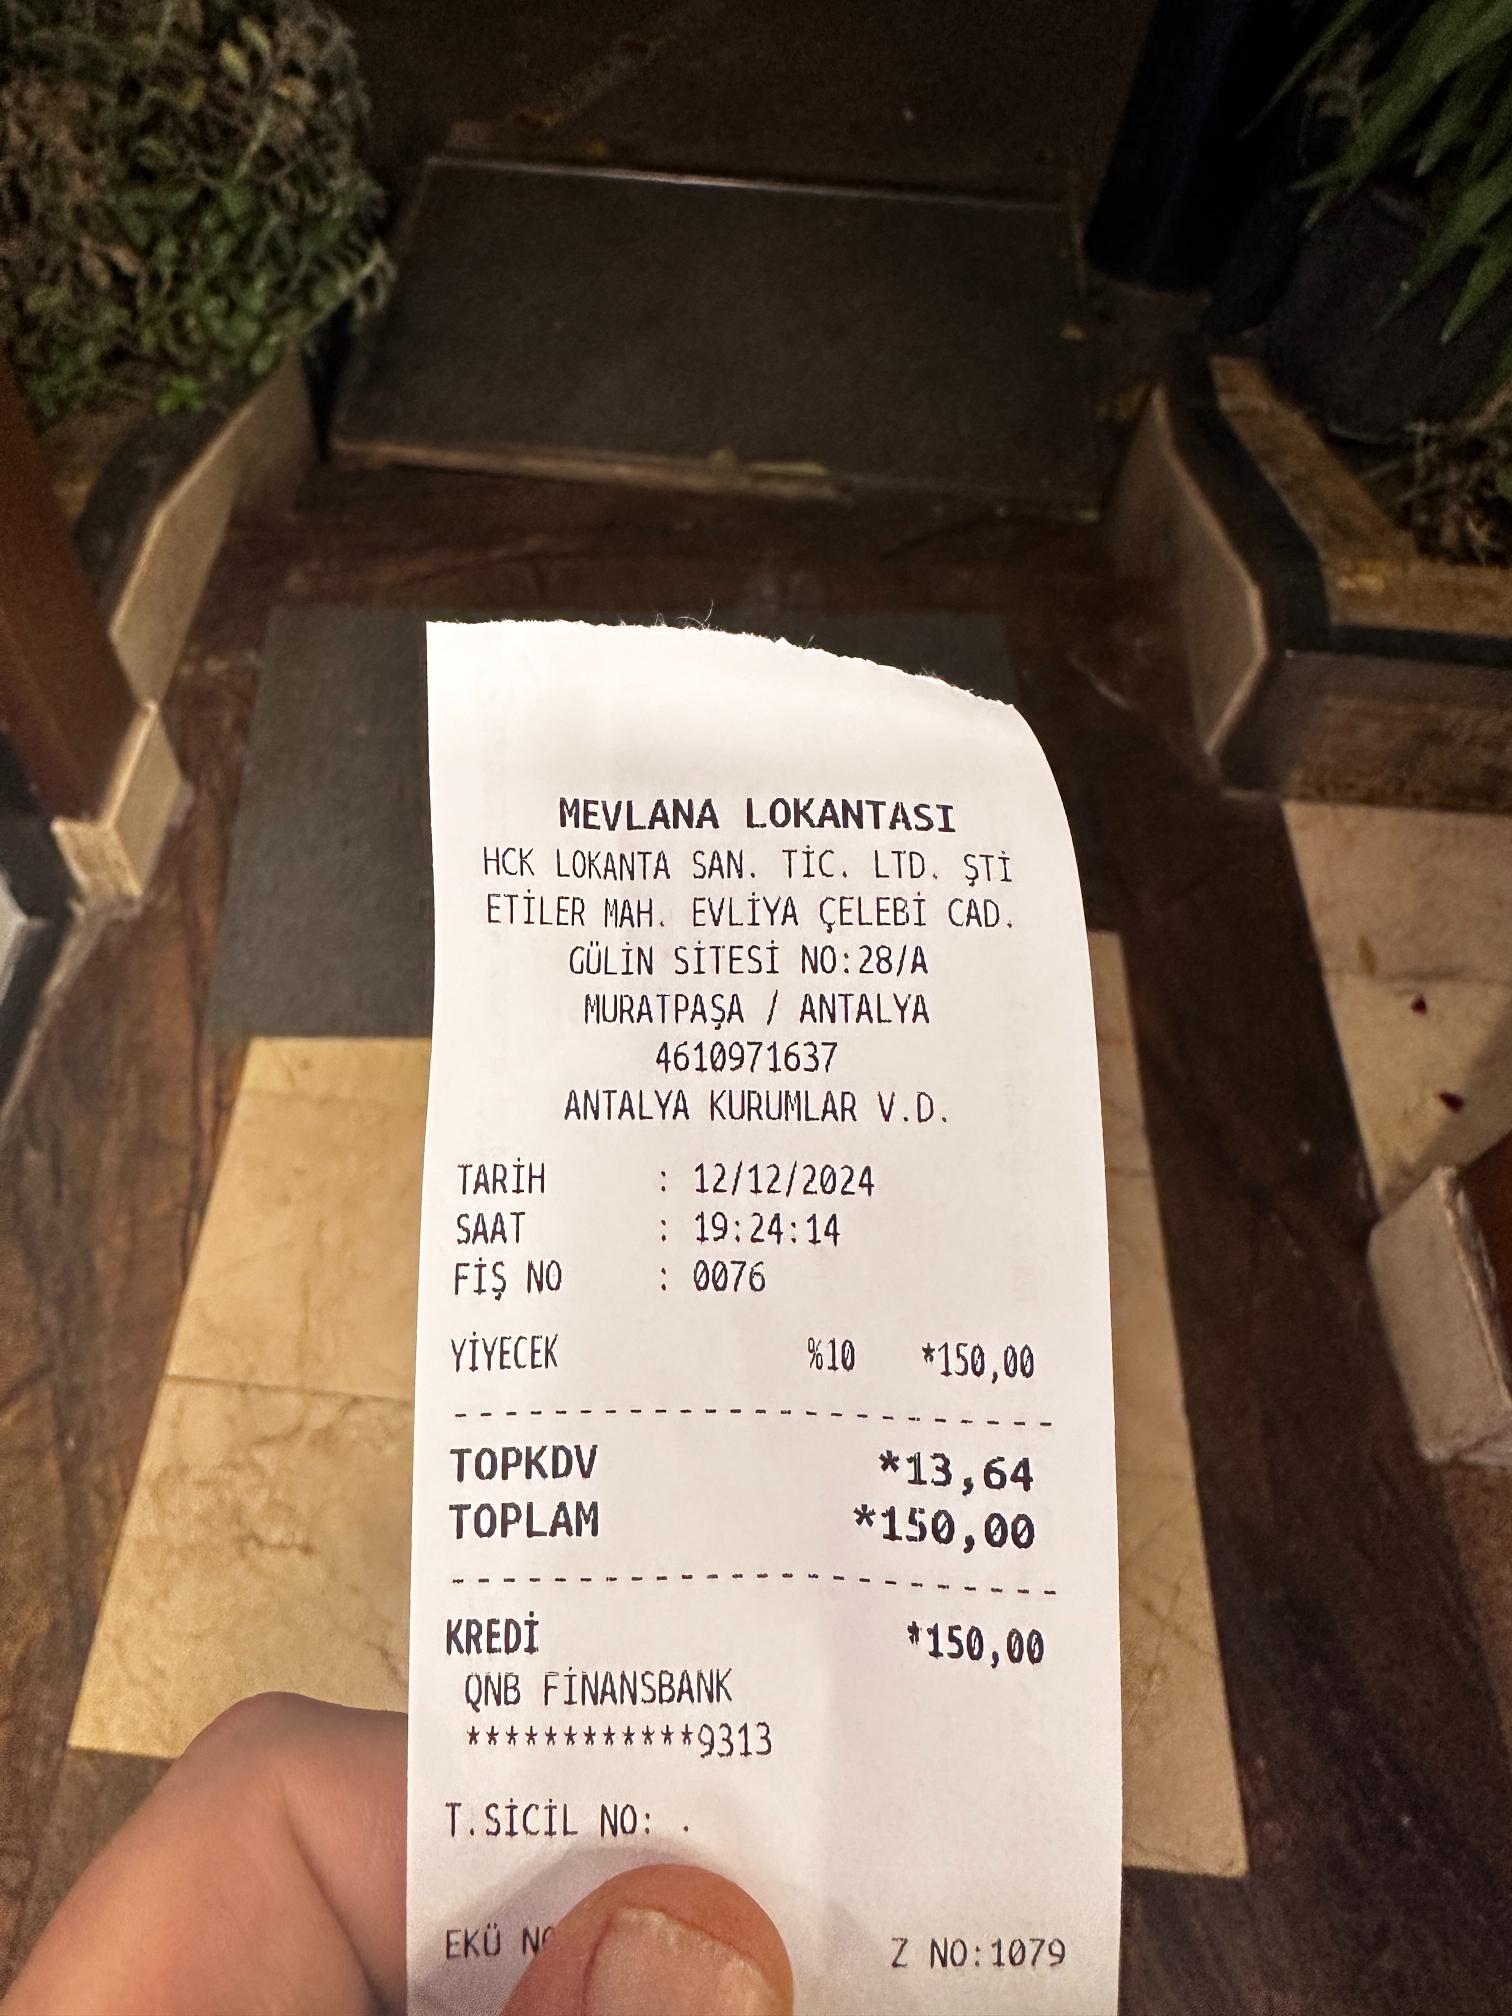 MEVLANA LOKANTASI
HCK LOKANTA SAN. TİC. LTD. ŞTİ
ETİLER MAH. EVLİYA ÇELEBİ CAD.
GÜLİN SİTESİ NO:28/A
MURATPAŞA / ANTALYA
4610971637
ANTALYA KURUMLAR V.D.
TARİH : 12/12/2024
SAAT : 19:24:14
FİŞ NO : 0076
YİYECEK %10 *150,00
TOPKDV *13,64
TOPLAM *150,00
KREDİ *150,00
QNB FİNANSBANK
************9313
T.SİCİL NO: .
EKÜ Z NO:1079